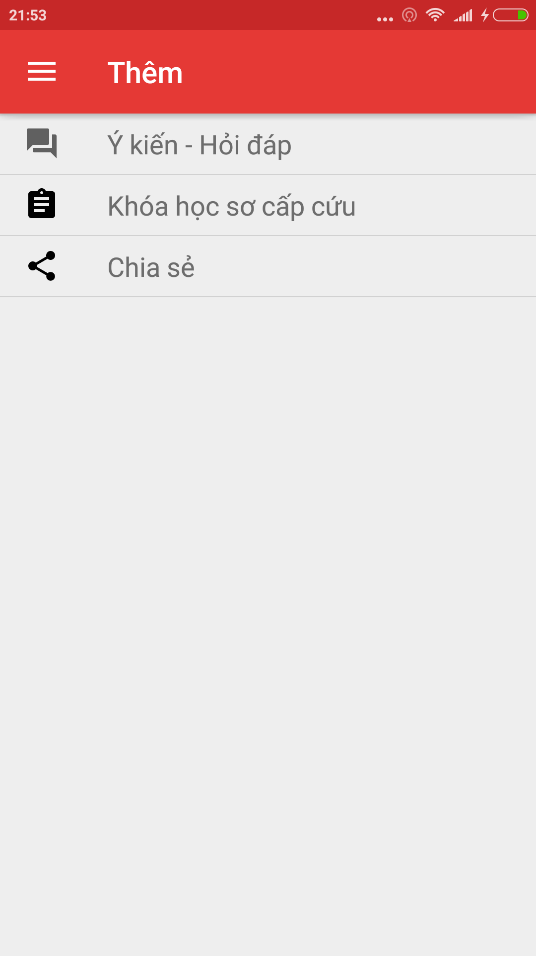 21:53
Thêm
Ý kiến - Hỏi đáp
Khóa học sơ cấp cứu
Chia sẻ